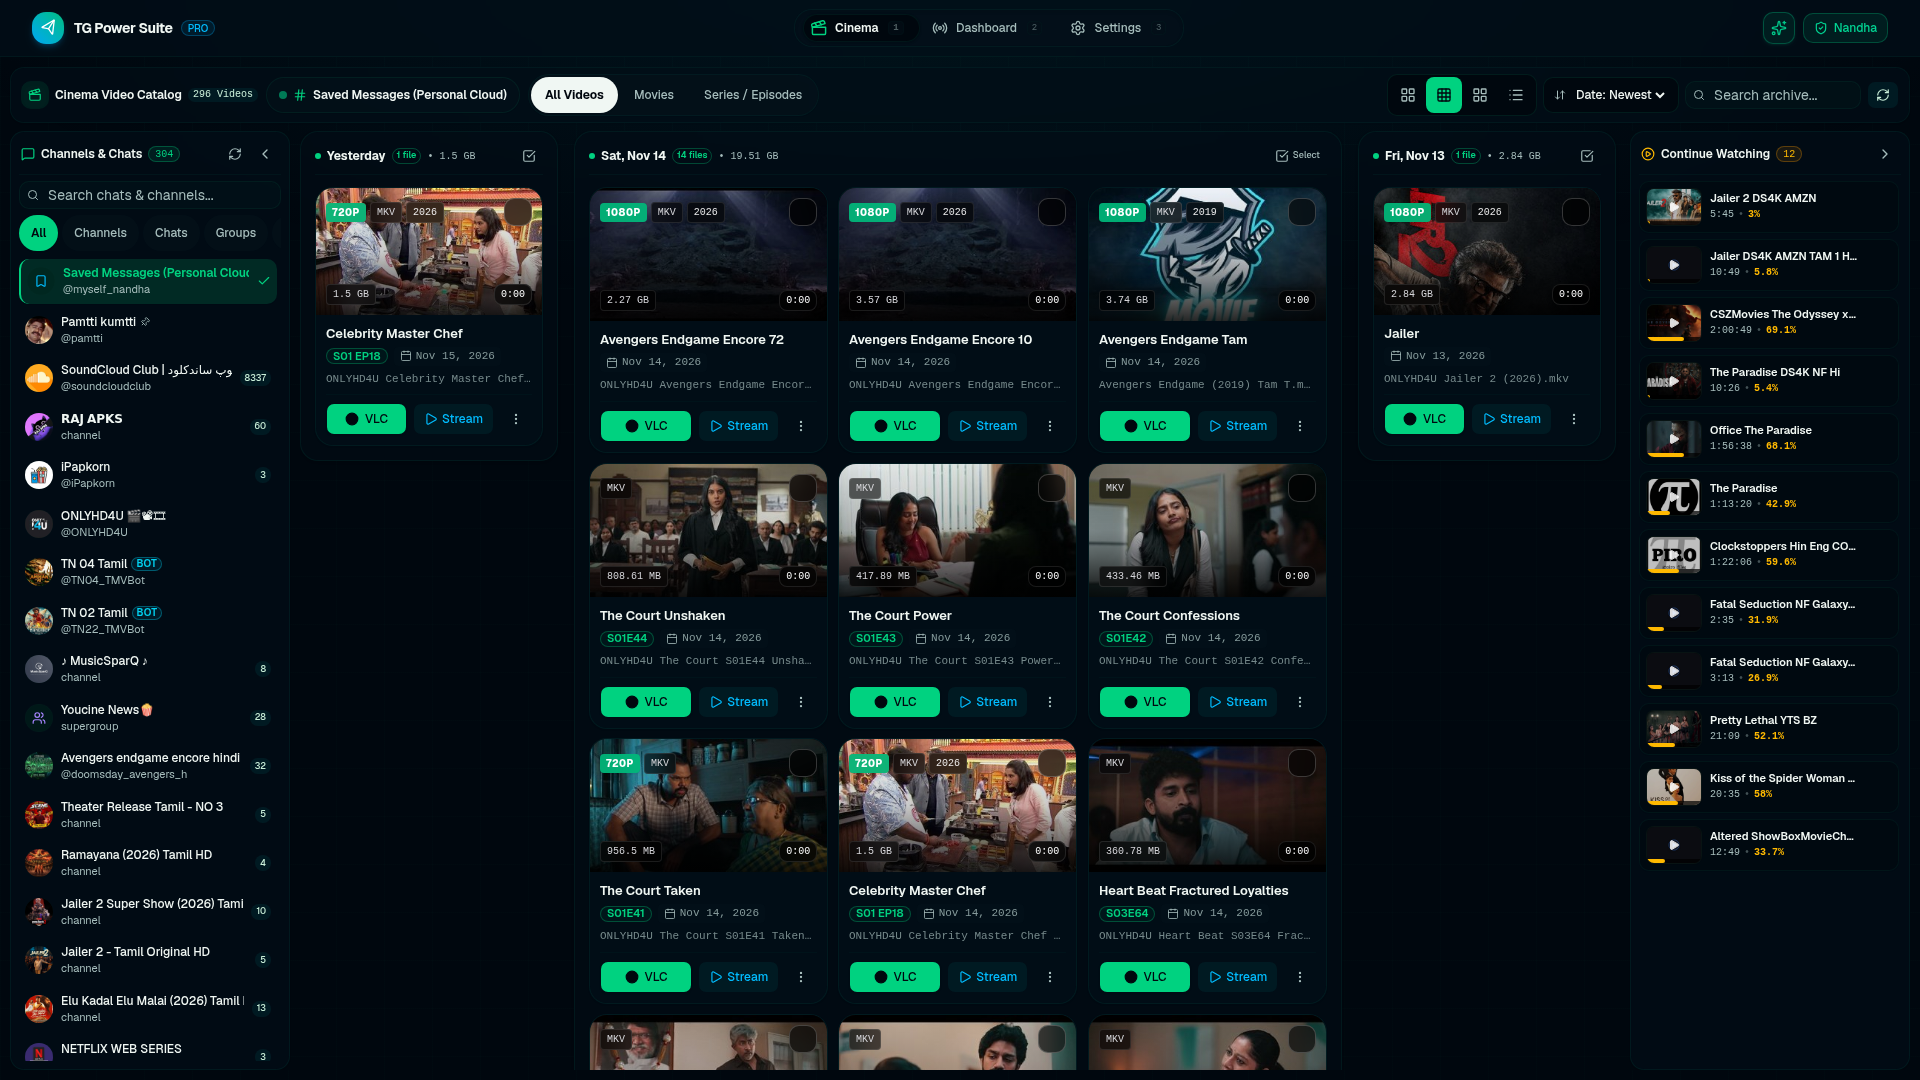 TG Power Suite PRO
Cinema 1
Dashboard 2
Settings 3
Nandha
Cinema Video Catalog 296 Videos
# Saved Messages (Personal Cloud)
All Videos
Movies
Series / Episodes
Date: Newest
Search archive...
Channels & Chats 304
Search chats & channels...
All
Channels
Chats
Groups
Saved Messages (Personal Cloud
@myself_nandha
Pamtti kumtti
@pamtti
SoundCloud Club | وپ ساندکلود
@soundcloudclub
8337
RAJ APKS
channel
60
iPapkorn
@iPapkorn
3
ONLYHD4U
@ONLYHD4U
TN 04 Tamil BOT
@TN04_TMVBot
TN 02 Tamil BOT
@TN22_TMVBot
♪ MusicSparQ ♪
channel
8
Youcine News
supergroup
28
Avengers endgame encore hindi
@doomsday_avengers_h
32
Theater Release Tamil - NO 3
channel
5
Ramayana (2026) Tamil HD
channel
4
Jailer 2 Super Show (2026) Tami
channel
10
Jailer 2 - Tamil Original HD
channel
5
Elu Kadal Elu Malai (2026) Tamil
channel
13
NETFLIX WEB SERIES
3
Yesterday 1 file • 1.5 GB
720P MKV 2026
1.5 GB 0:00
Celebrity Master Chef
S01 EP18 Nov 15, 2026
ONLYHD4U Celebrity Master Chef…
VLC Stream
Sat, Nov 14 14 files • 19.51 GB
Select
1080P MKV 2026
2.27 GB 0:00
Avengers Endgame Encore 72
Nov 14, 2026
ONLYHD4U Avengers Endgame Encor…
VLC Stream
1080P MKV 2026
3.57 GB 0:00
Avengers Endgame Encore 10
Nov 14, 2026
ONLYHD4U Avengers Endgame Encor…
VLC Stream
1080P MKV 2019
MOVIE
3.74 GB 0:00
Avengers Endgame Tam
Nov 14, 2026
Avengers Endgame (2019) Tam T.m…
VLC Stream
MKV
808.61 MB 0:00
The Court Unshaken
S01E44 Nov 14, 2026
ONLYHD4U The Court S01E44 Unsha…
VLC Stream
MKV
417.89 MB 0:00
The Court Power
S01E43 Nov 14, 2026
ONLYHD4U The Court S01E43 Power…
VLC Stream
MKV
433.46 MB 0:00
The Court Confessions
S01E42 Nov 14, 2026
ONLYHD4U The Court S01E42 Confe…
VLC Stream
720P MKV
956.5 MB 0:00
The Court Taken
S01E41 Nov 14, 2026
ONLYHD4U The Court S01E41 Taken…
VLC Stream
720P MKV 2026
1.5 GB 0:00
Celebrity Master Chef
S01 EP18 Nov 14, 2026
ONLYHD4U Celebrity Master Chef …
VLC Stream
MKV
360.78 MB 0:00
Heart Beat Fractured Loyalties
S03E64 Nov 14, 2026
ONLYHD4U Heart Beat S03E64 Frac…
VLC Stream
MKV
MKV
MKV
Fri, Nov 13 1 file • 2.84 GB
1080P MKV 2026
2.84 GB 0:00
Jailer
Nov 13, 2026
ONLYHD4U Jailer 2 (2026).mkv
VLC Stream
Continue Watching 12
Jailer 2 DS4K AMZN
5:45 • 3%
Jailer DS4K AMZN TAM 1 H…
10:49 • 5.8%
CSZMovies The Odyssey x…
2:00:49 • 69.1%
The Paradise DS4K NF Hi
10:26 • 5.4%
Office The Paradise
1:56:38 • 68.1%
The Paradise
1:13:20 • 42.9%
Clockstoppers Hin Eng CO…
1:22:06 • 59.6%
Fatal Seduction NF Galaxy…
2:35 • 31.9%
Fatal Seduction NF Galaxy…
3:13 • 26.9%
Pretty Lethal YTS BZ
21:09 • 52.1%
Kiss of the Spider Woman …
20:35 • 58%
Altered ShowBoxMovieCh…
12:49 • 33.7%